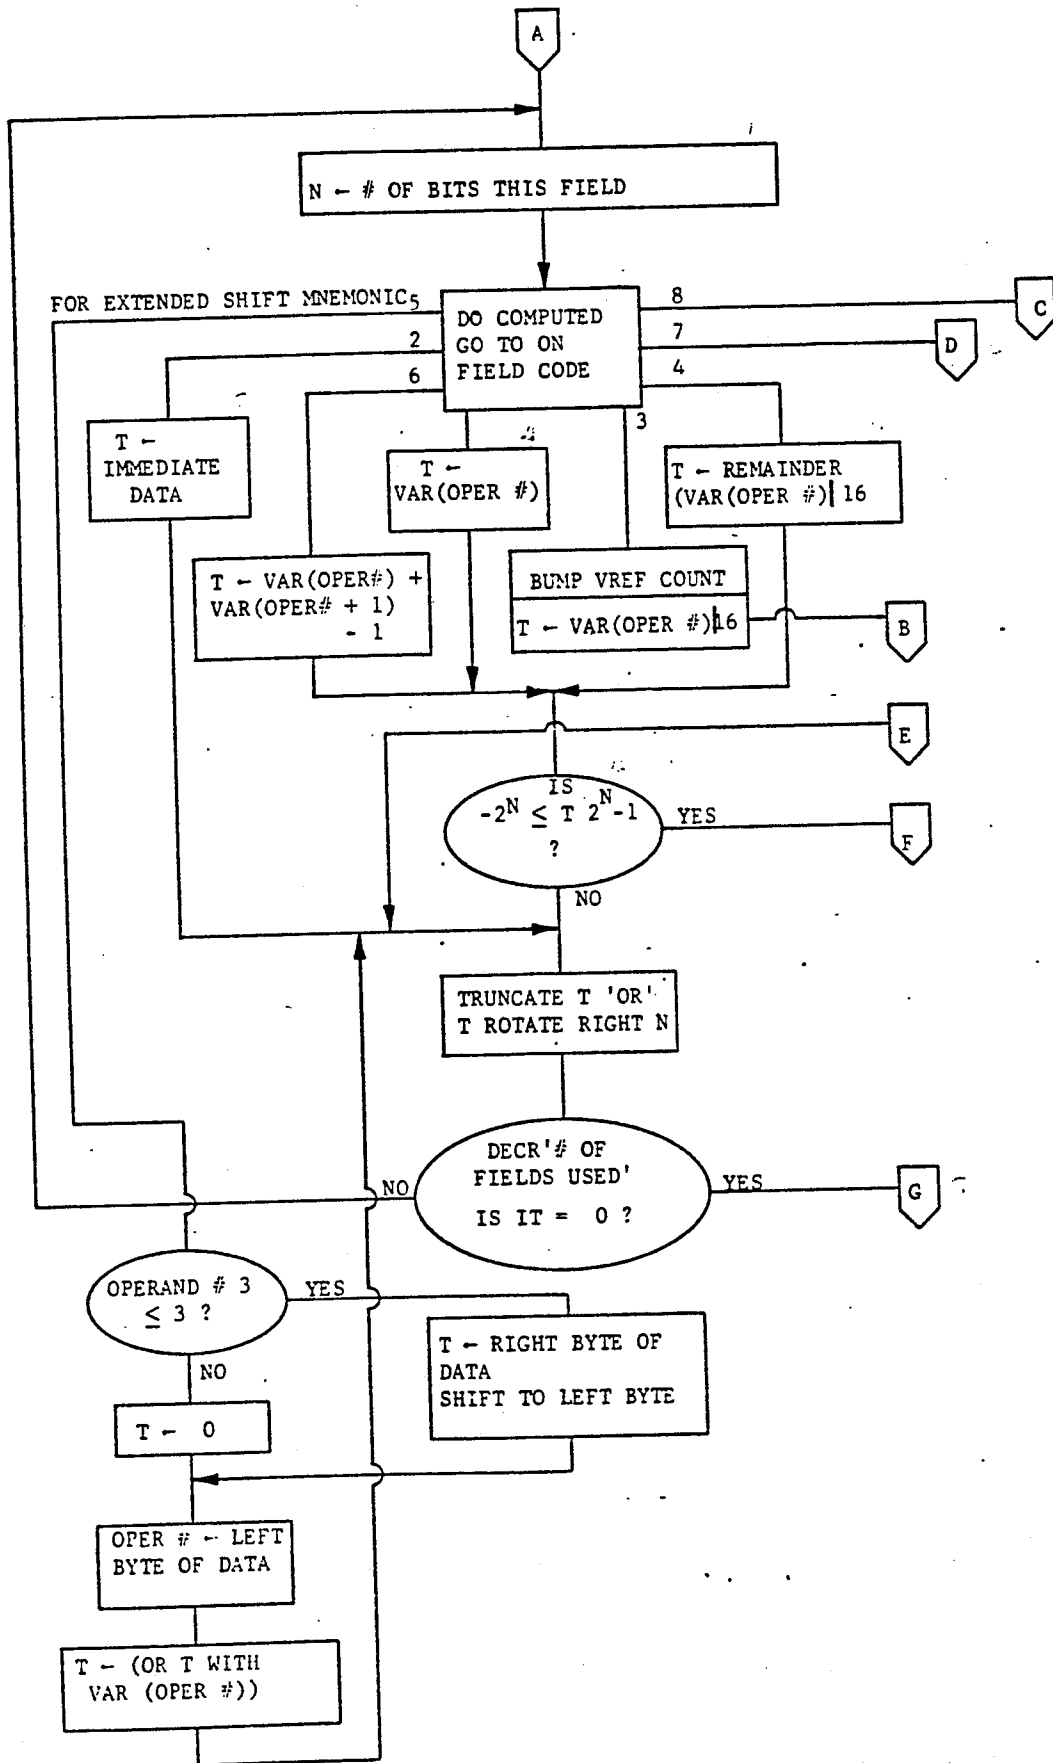 A
N ← # OF BITS THIS FIELD
FOR EXTENDED SHIFT MNEMONIC
5
2
6
DO COMPUTED
GO TO ON
FIELD CODE
8
7
4
3
C
D
T ←
IMMEDIATE
DATA
T ←
VAR(OPER #)
T ← REMAINDER
(VAR(OPER #)| 16
T ← VAR(OPER#) +
VAR(OPER# + 1)
- 1
BUMP VREF COUNT
T ← VAR(OPER #)|16
B
E
IS
-2^N ≤ T 2^N-1
?
YES
F
NO
TRUNCATE T 'OR'
T ROTATE RIGHT N
DECR'# OF
FIELDS USED'
IS IT = 0 ?
NO
YES
G
OPERAND # 3
≤ 3 ?
YES
NO
T ← RIGHT BYTE OF
DATA
SHIFT TO LEFT BYTE
T ← 0
OPER # ← LEFT
BYTE OF DATA
T ← (OR T WITH
VAR (OPER #))